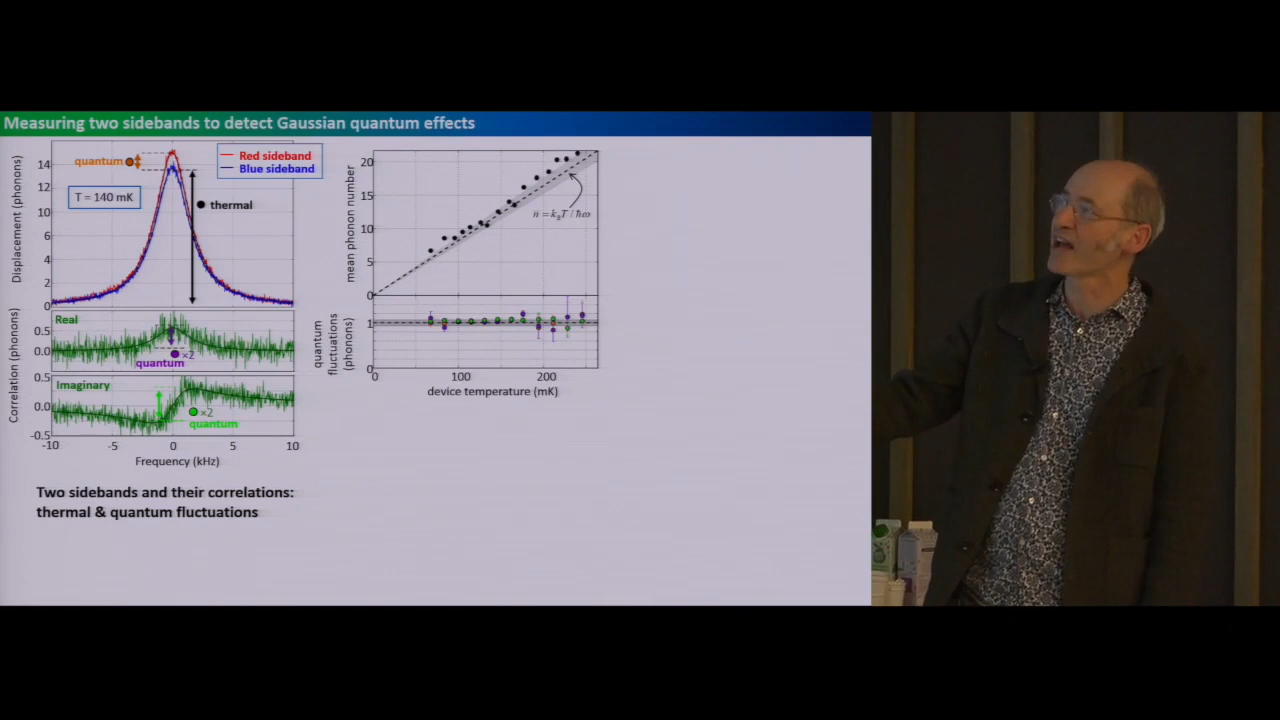 Measuring two sidebands to detect Gaussian quantum effects
Displacement (phonons)
14
12
10
8
6
4
2
0
quantum
Red sideband
Blue sideband
T = 140 mK
thermal
Correlation (phonons)
Real
0.5
0.0
×2
quantum
Imaginary
0.5
0.0
-0.5
×2
quantum
-10
-5
0
5
10
Frequency (kHz)
mean phonon number
20
15
10
5
0
n = k_BT / ħω
quantum
fluctuations
(phonons)
1
0
0
100
200
device temperature (mK)
Two sidebands and their correlations:
thermal & quantum fluctuations